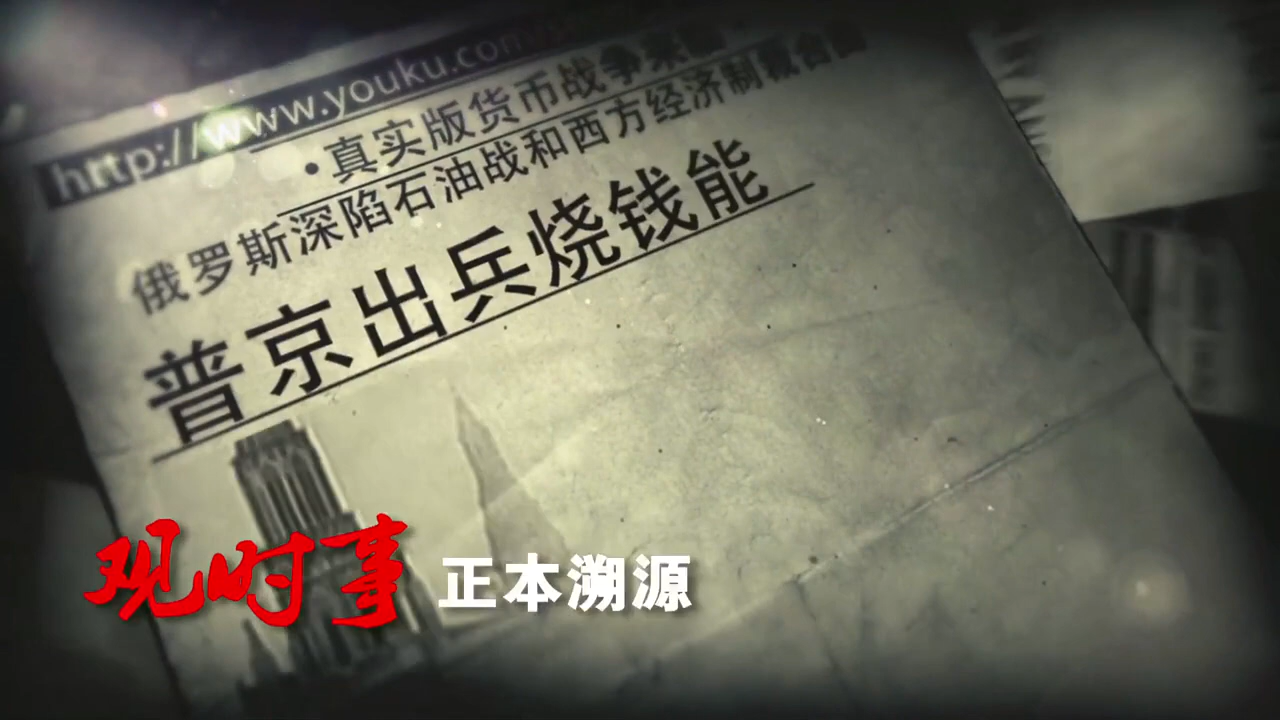 http://www.youku.com
•真实版货币战争来
俄罗斯深陷石油战和西方经济制裁
普京出兵烧钱能
观时事 正本溯源